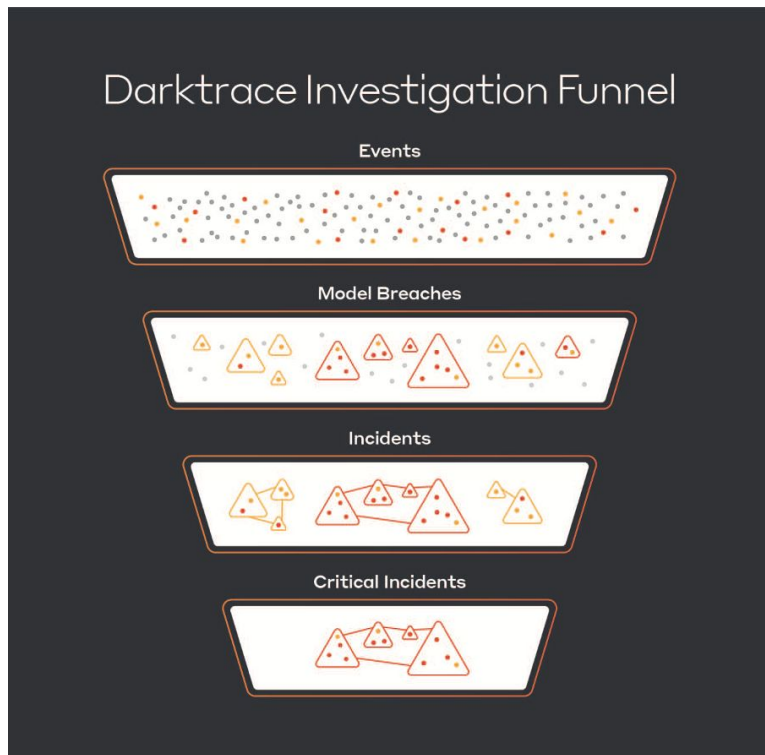 Darktrace Investigation Funnel
Events
Model Breaches
Incidents
Critical Incidents